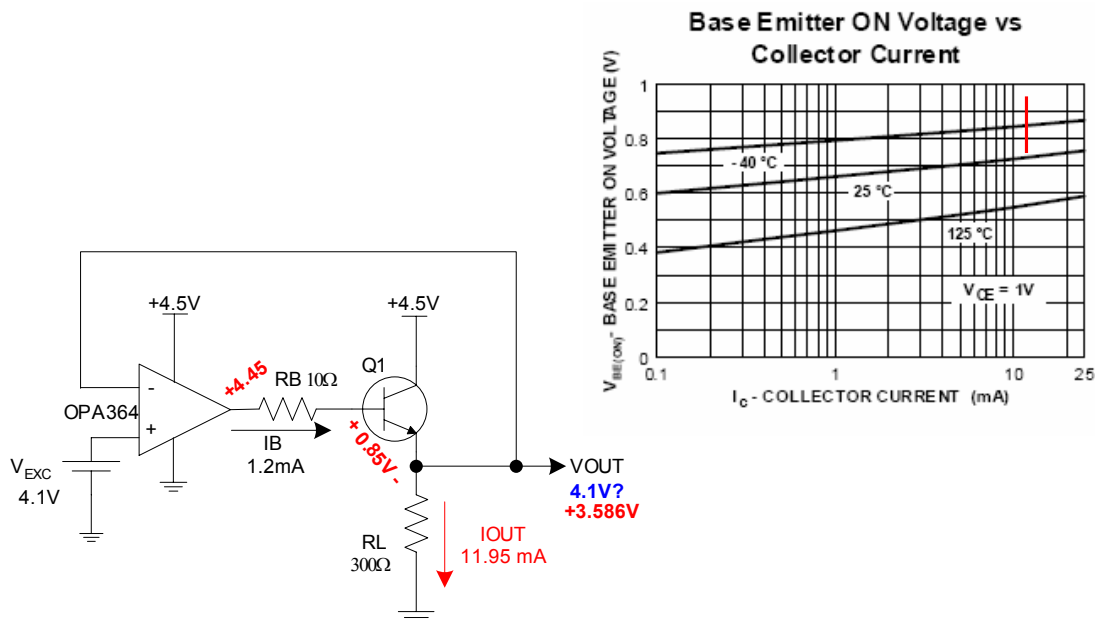 Base Emitter ON Voltage vs
Collector Current
VBE(ON)- BASE EMITTER ON VOLTAGE (V)
1
0.8
0.6
0.4
0.2
0
- 40 °C
25 °C
125 °C
VCE = 1V
0.1
1
10
25
IC - COLLECTOR CURRENT (mA)
+4.5V
+4.5V
+4.45
RB 10Ω
Q1
-
OPA364
+
IB
1.2mA
+ 0.85V -
VEXC
4.1V
VOUT
4.1V?
+3.586V
RL
300Ω
IOUT
11.95 mA